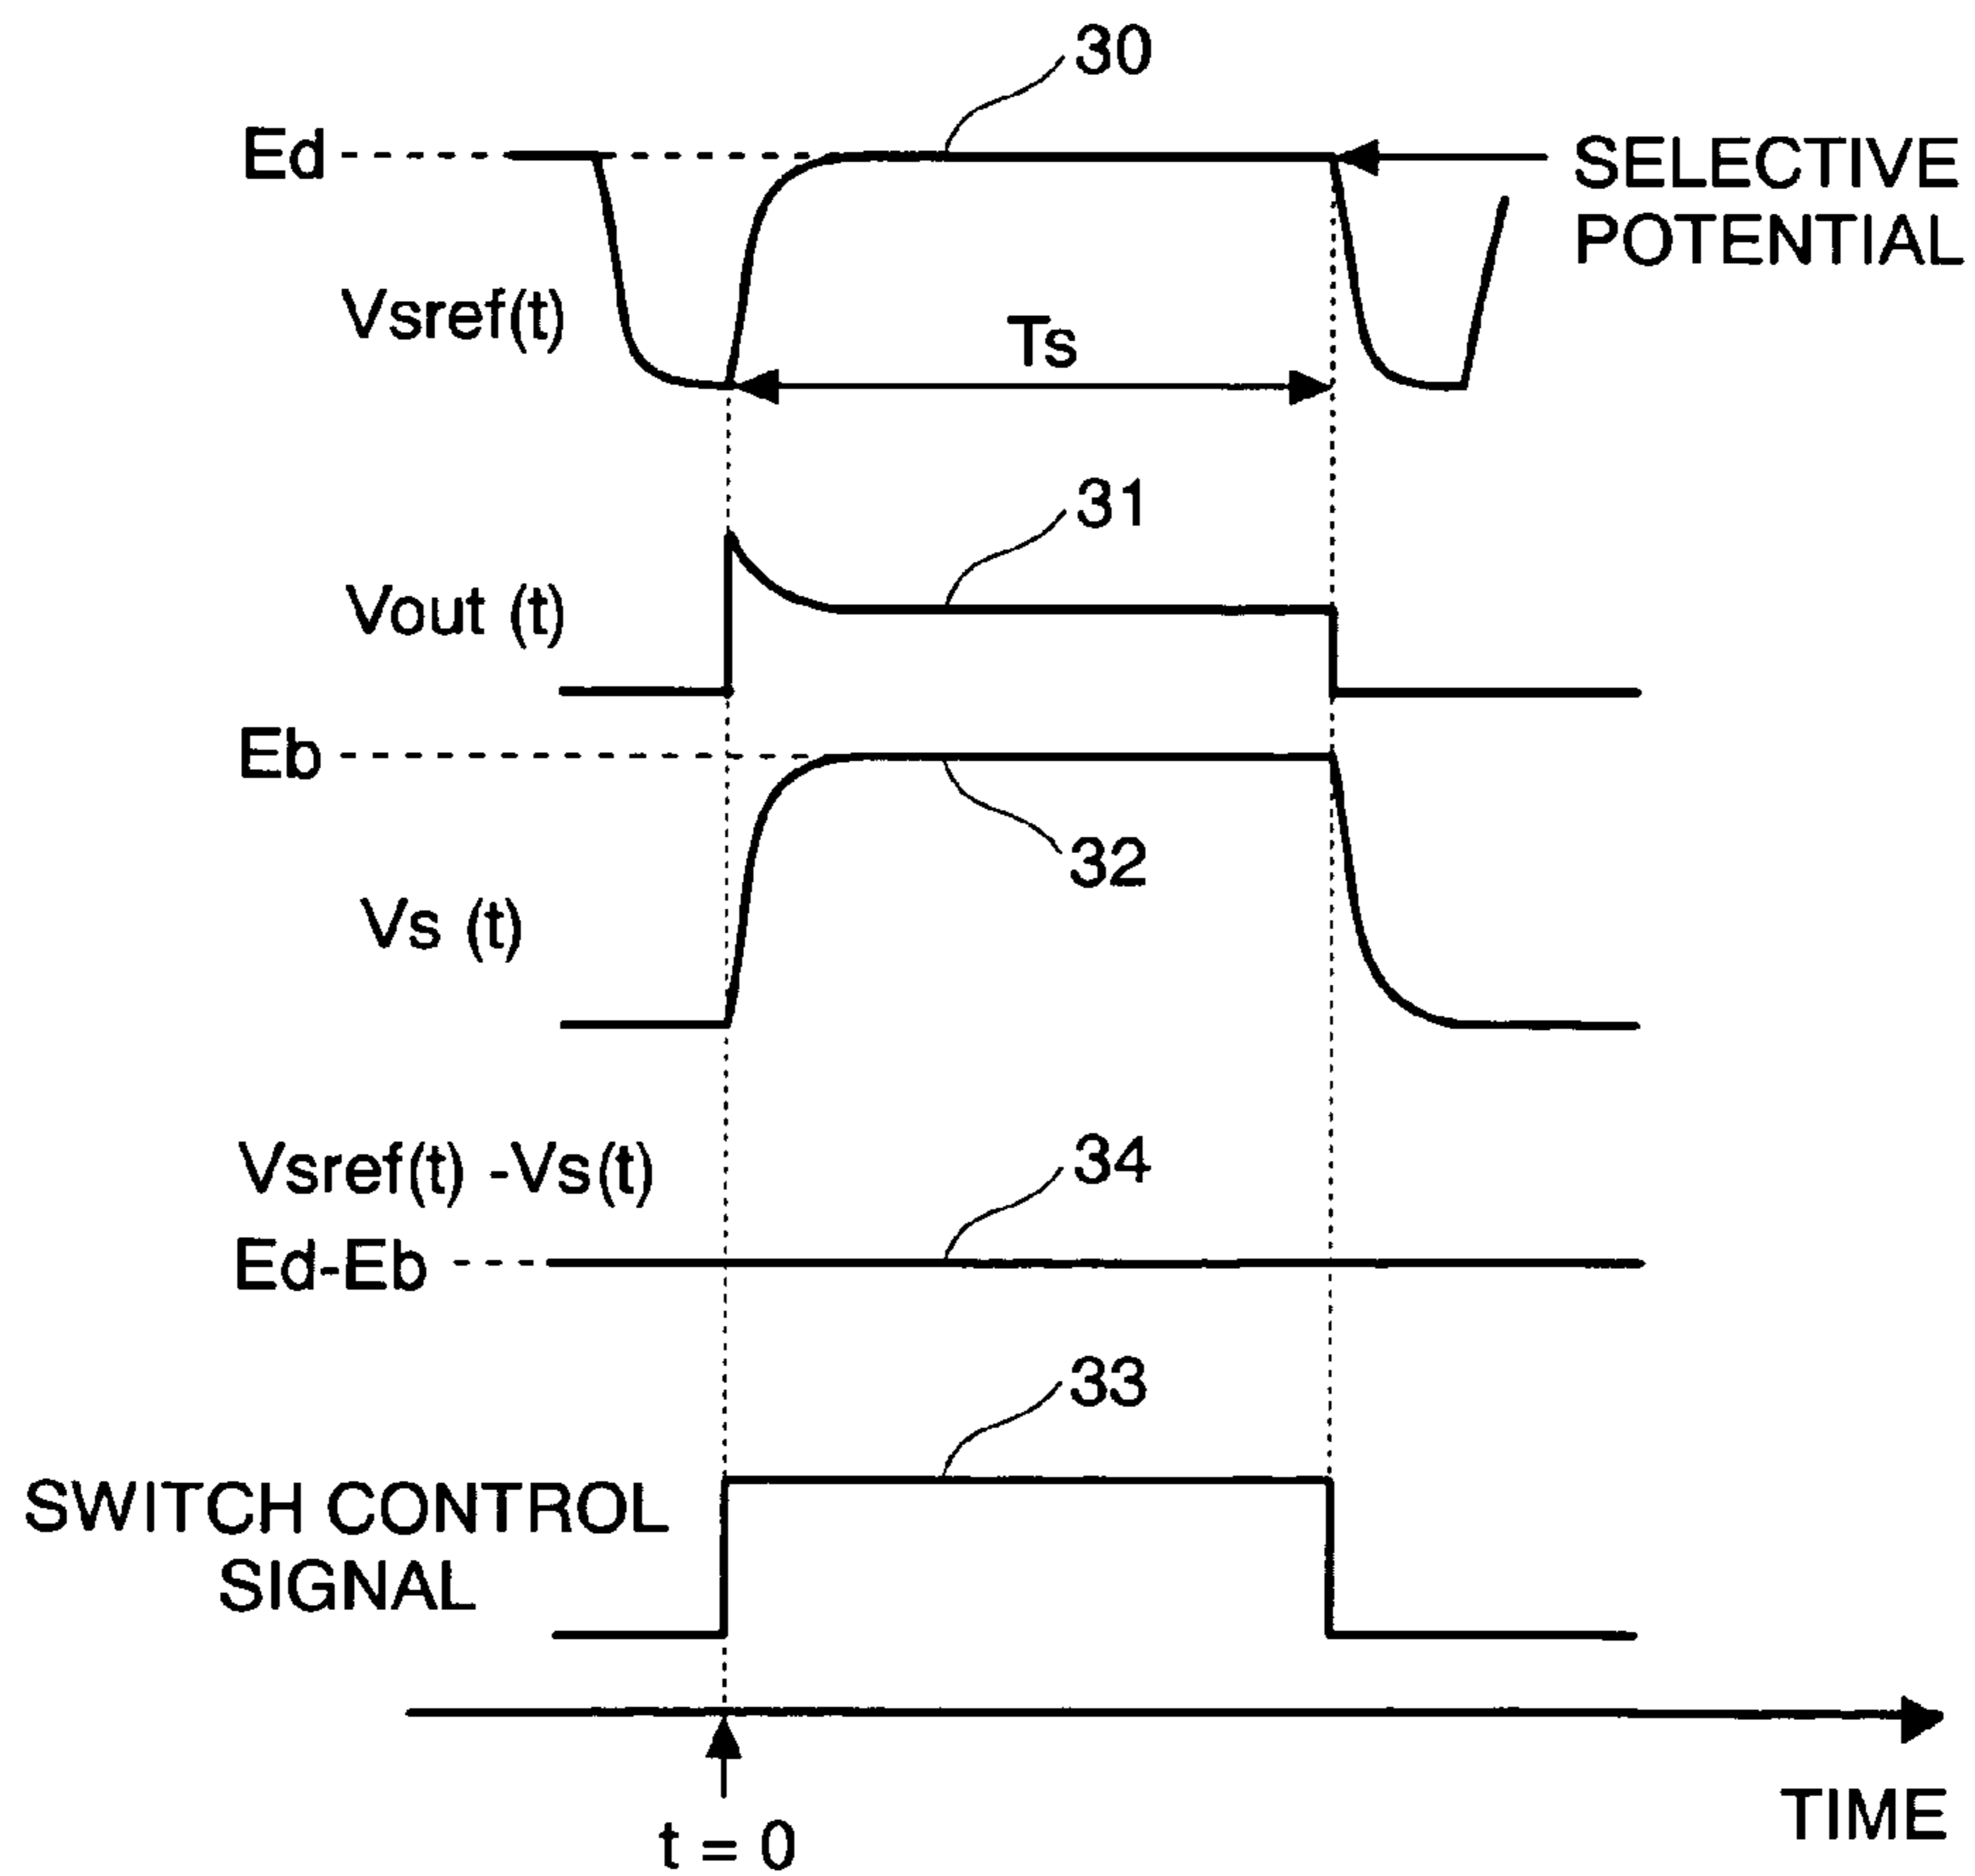 30
Ed
SELECTIVE
POTENTIAL
Vsref(t)
Ts
31
Vout (t)
Eb
32
Vs (t)
Vsref(t) -Vs(t)
34
Ed-Eb
33
SWITCH CONTROL
SIGNAL
TIME
t = 0